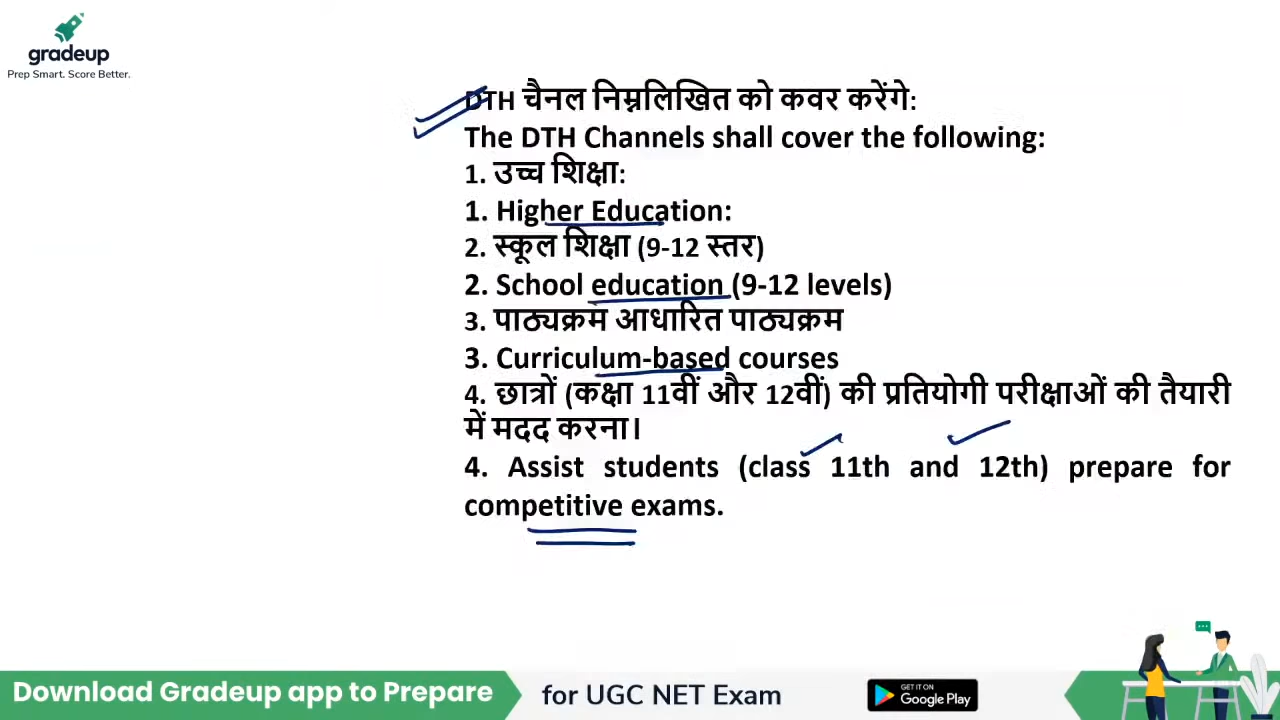 gradeup
Prep Smart. Score Better.
DTH चैनल निम्नलिखित को कवर करेंगे:
The DTH Channels shall cover the following:
1. उच्च शिक्षा:
1. Higher Education:
2. स्कूल शिक्षा (9-12 स्तर)
2. School education (9-12 levels)
3. पाठ्यक्रम आधारित पाठ्यक्रम
3. Curriculum-based courses
4. छात्रों (कक्षा 11वीं और 12वीं) की प्रतियोगी परीक्षाओं की तैयारी
में मदद करना।
4. Assist students (class 11th and 12th) prepare for
competitive exams.
Download Gradeup app to Prepare
for UGC NET Exam
GET IT ON
Google Play